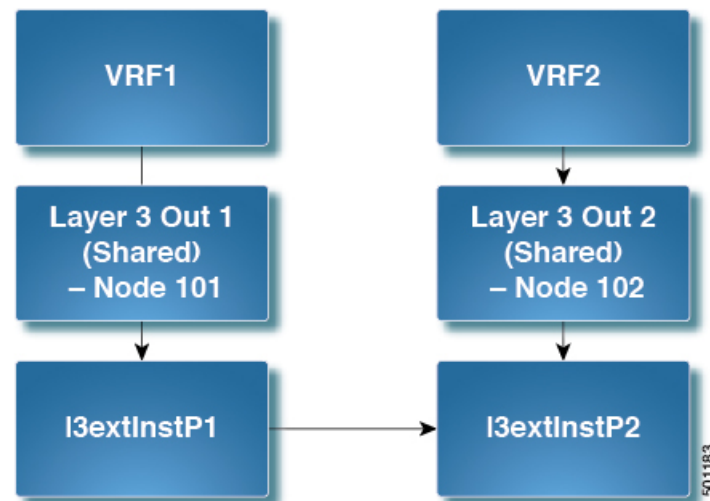 VRF1
VRF2
Layer 3 Out 1
(Shared)
– Node 101
Layer 3 Out 2
(Shared)
– Node 102
l3extInstP1
l3extInstP2
501183